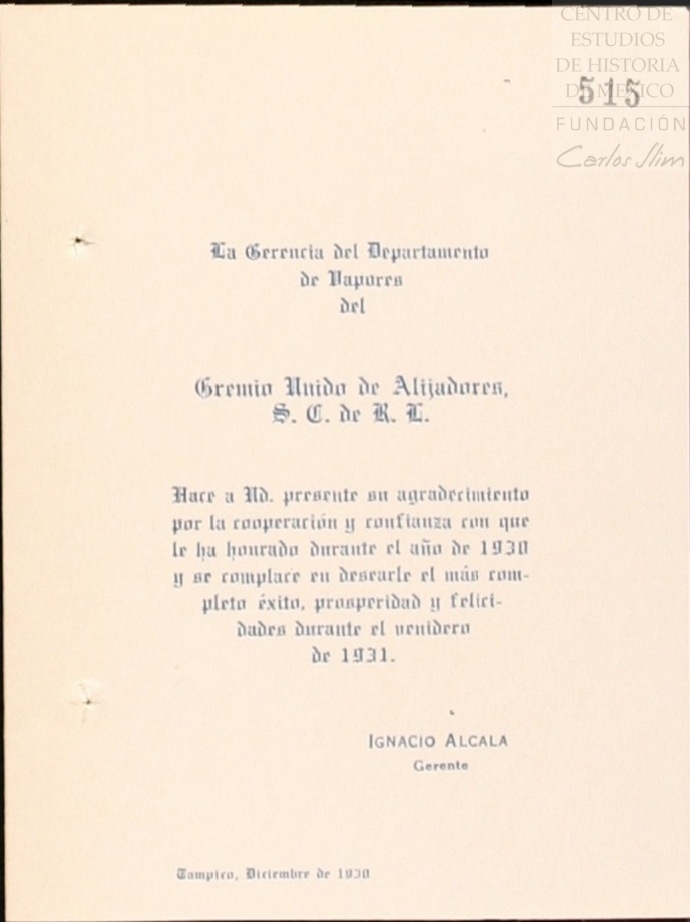 CENTRO DE
ESTUDIOS
DE HISTORIA
DE MÉXICO
515
FUNDACIÓN
Carlos Slim
La Gerencia del Departamento
de Vapores
del
Gremio Unido de Alijadores,
S. C. de R. L.
Hace a Ud. presente su agradecimiento
por la cooperación y confianza con que
le ha honrado durante el año de 1930
y se complace en desearle el más com-
pleto éxito, prosperidad y felici-
dades durante el venidero
de 1931.
IGNACIO ALCALA
Gerente
Tampico, Diciembre de 1930